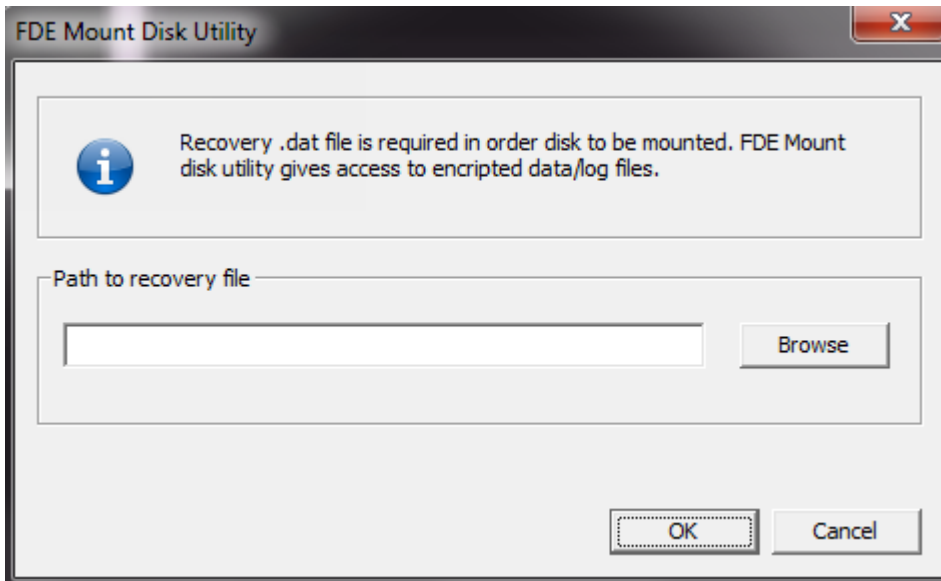 FDE Mount Disk Utility
Recovery .dat file is required in order disk to be mounted. FDE Mount
disk utility gives access to encripted data/log files.
Path to recovery file
Browse
OK
Cancel